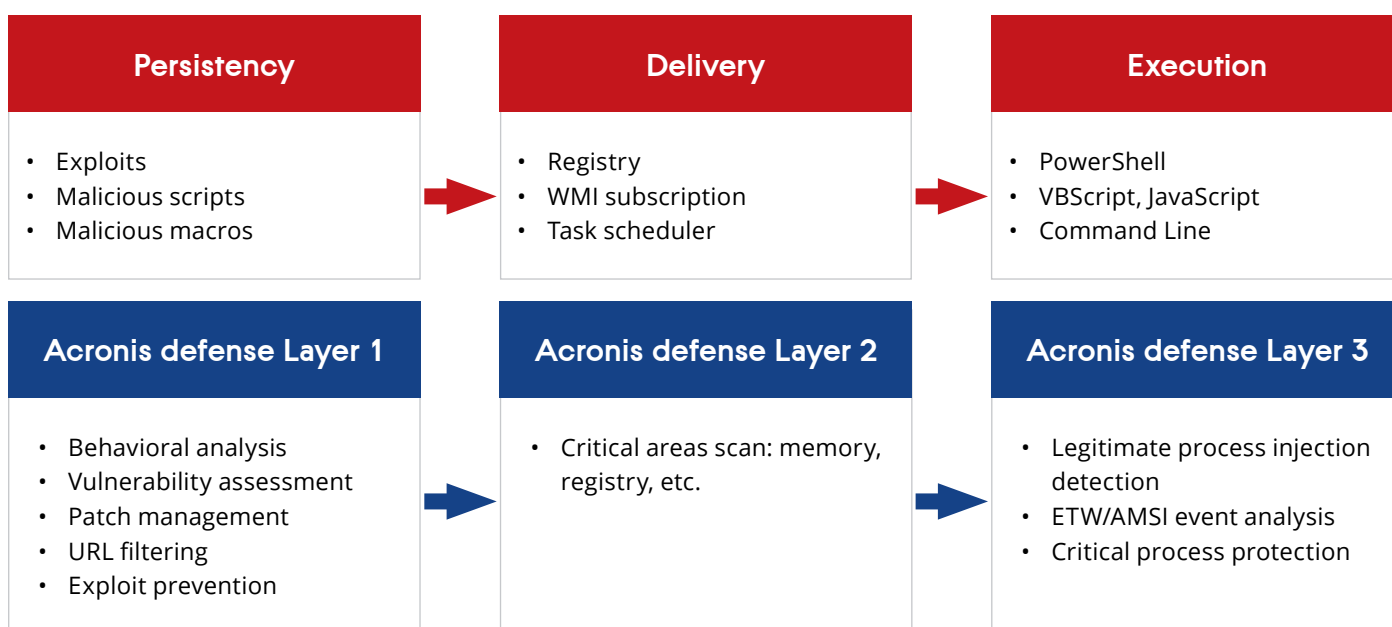 Persistency
• Exploits
• Malicious scripts
• Malicious macros
Delivery
• Registry
• WMI subscription
• Task scheduler
Execution
• PowerShell
• VBScript, JavaScript
• Command Line
Acronis defense Layer 1
• Behavioral analysis
• Vulnerability assessment
• Patch management
• URL filtering
• Exploit prevention
Acronis defense Layer 2
• Critical areas scan: memory,
registry, etc.
Acronis defense Layer 3
• Legitimate process injection
detection
• ETW/AMSI event analysis
• Critical process protection